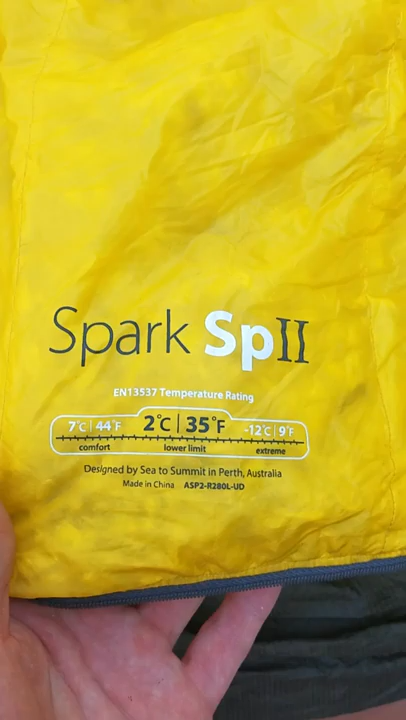 Spark SpII
EN13537 Temperature Rating
7°C | 44°F 2°C | 35°F -12°C | 9°F
comfort lower limit extreme
Designed by Sea to Summit in Perth, Australia
Made in China ASP2-R280L-UD